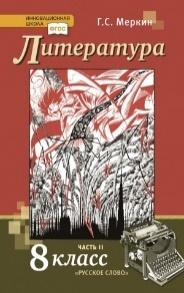 ИННОВАЦИОННАЯ
ШКОЛА
ФГОС
Г.С. Меркин
Литература
8 класс
ЧАСТЬ II
«РУССКОЕ СЛОВО»